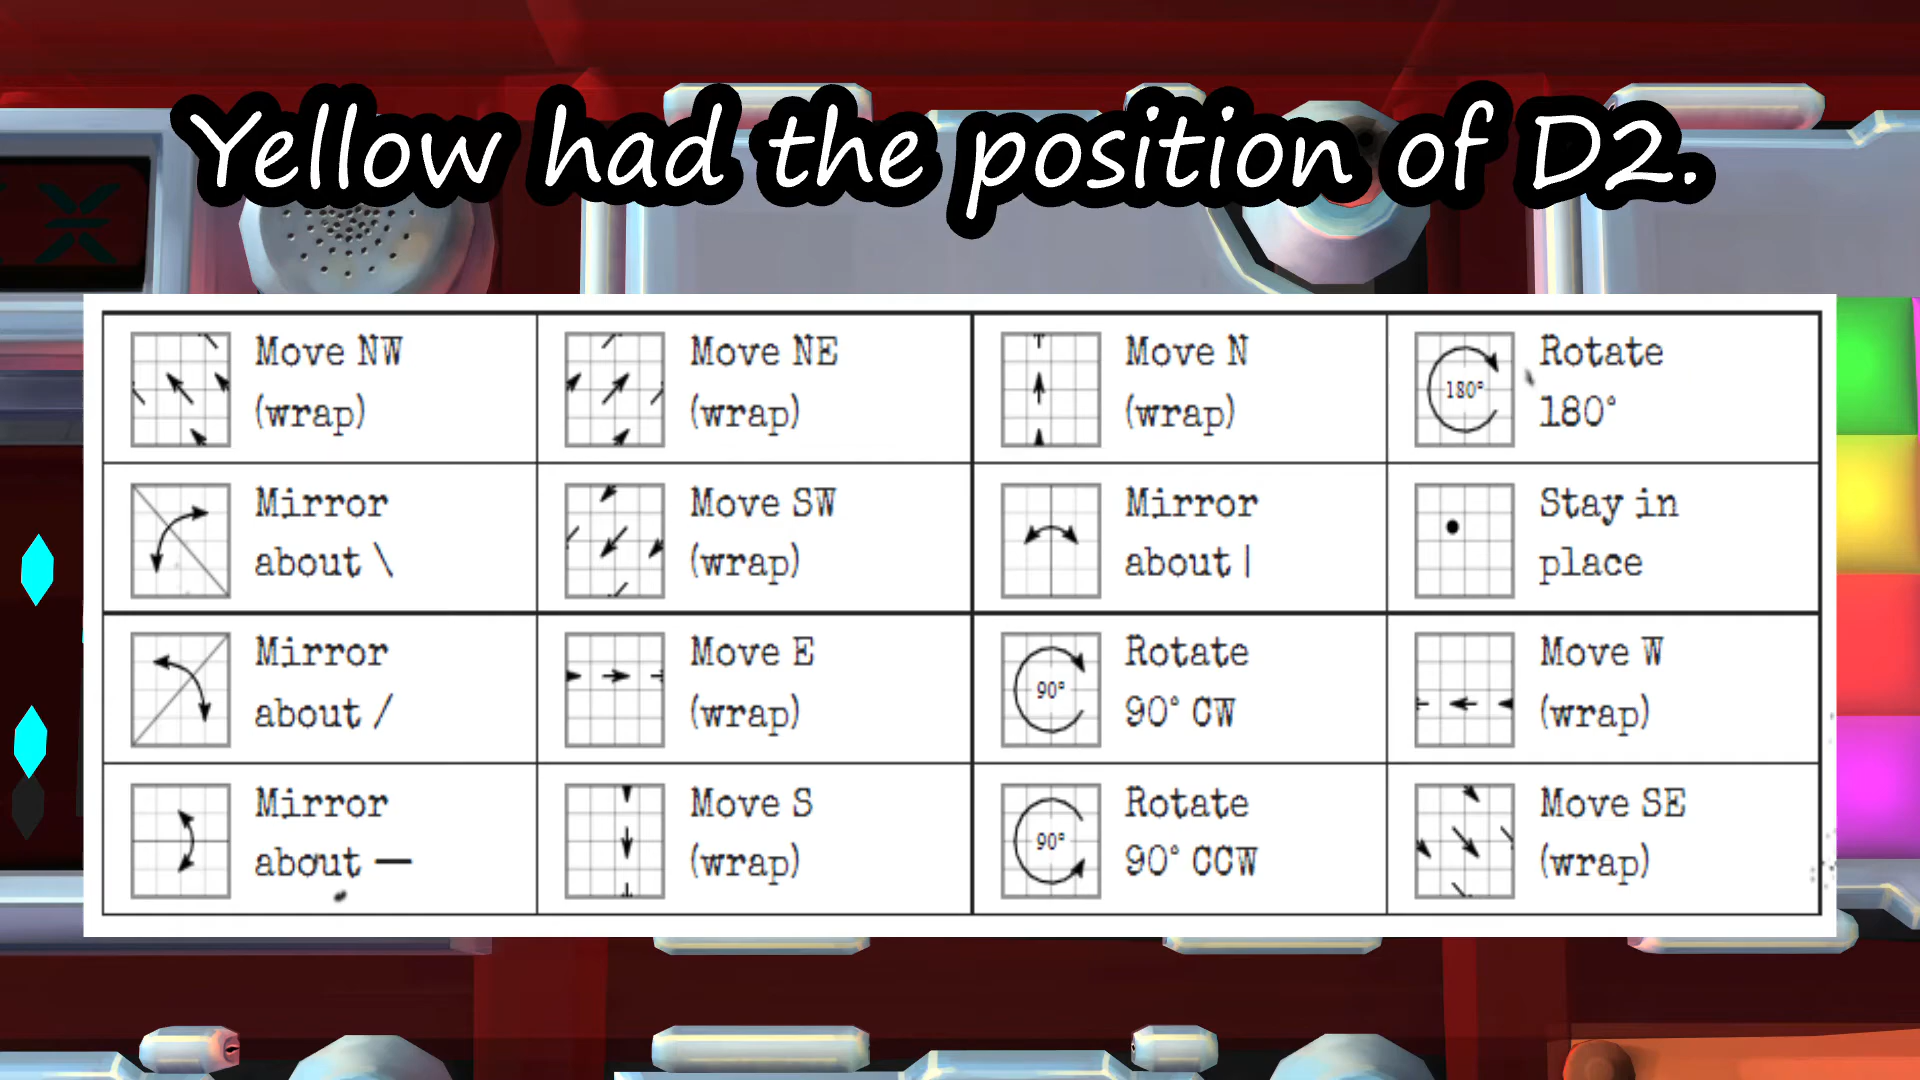 Yellow had the position of D2.
Move NW
(wrap)
Move NE
(wrap)
Move N
(wrap)
180°
Rotate
180°
Mirror
about \
Move SW
(wrap)
Mirror
about |
Stay in
place
Mirror
about /
Move E
(wrap)
90°
Rotate
90° CW
Move W
(wrap)
Mirror
about —
Move S
(wrap)
90°
Rotate
90° CCW
Move SE
(wrap)